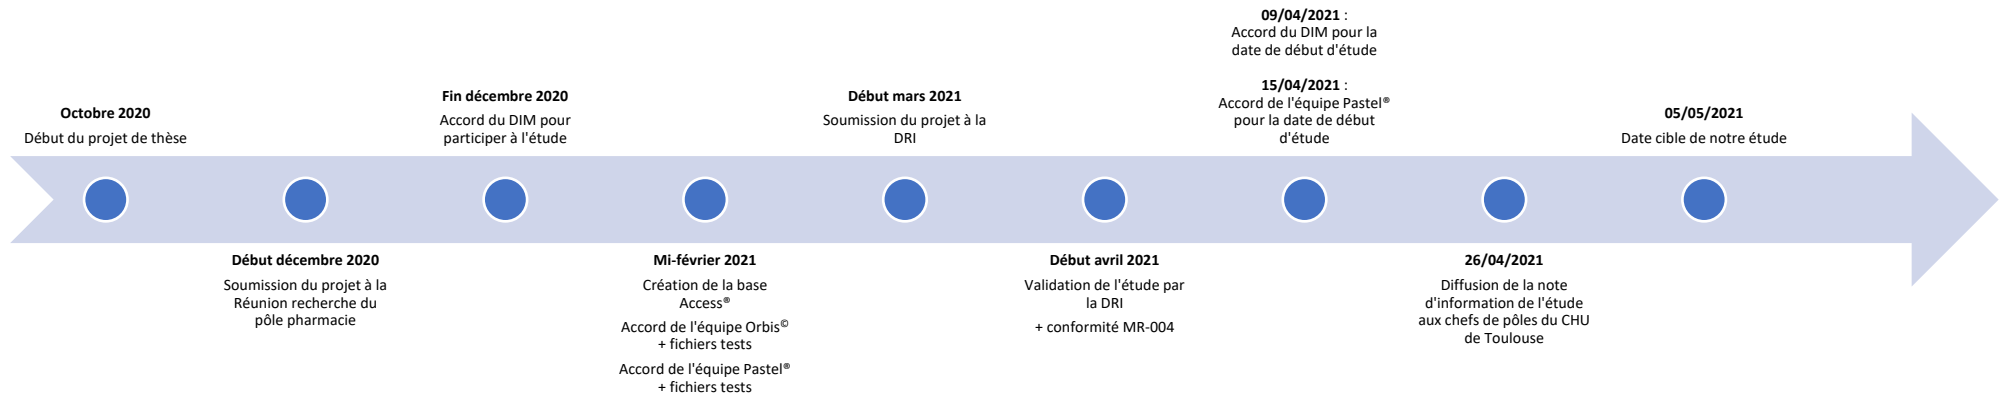 Octobre 2020
Début du projet de thèse
Début décembre 2020
Soumission du projet à la
Réunion recherche du
pôle pharmacie
Fin décembre 2020
Accord du DIM pour
participer à l'étude
Mi-février 2021
Création de la base
Access®
Accord de l'équipe Orbis©
+ fichiers tests
Accord de l'équipe Pastel®
+ fichiers tests
Début mars 2021
Soumission du projet à la
DRI
Début avril 2021
Validation de l'étude par
la DRI
+ conformité MR-004
09/04/2021 :
Accord du DIM pour la
date de début d'étude
15/04/2021 :
Accord de l'équipe Pastel®
pour la date de début
d'étude
26/04/2021
Diffusion de la note
d'information de l'étude
aux chefs de pôles du CHU
de Toulouse
05/05/2021
Date cible de notre étude